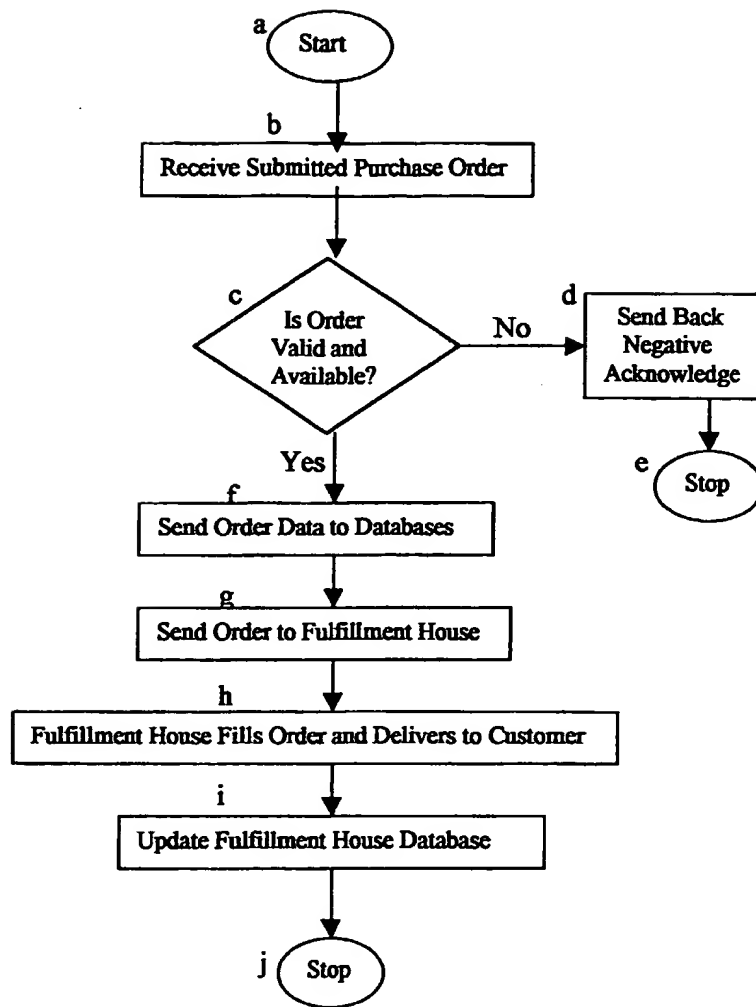 a
Start
b
Receive Submitted Purchase Order
c
Is Order
Valid and
Available?
No
d
Send Back
Negative
Acknowledge
Yes
e
Stop
f
Send Order Data to Databases
g
Send Order to Fulfillment House
h
Fulfillment House Fills Order and Delivers to Customer
i
Update Fulfillment House Database
j
Stop